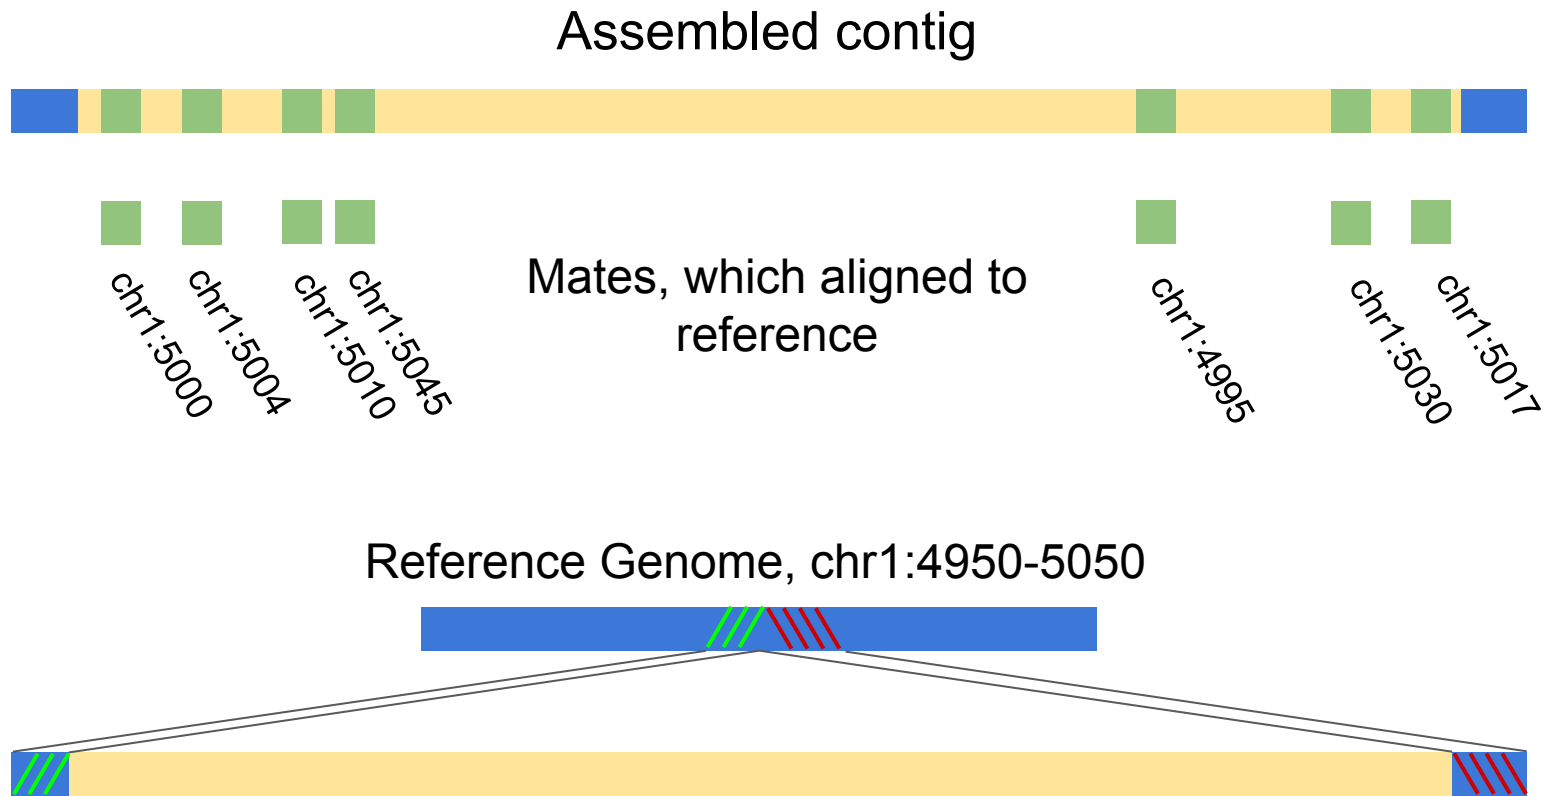 Assembled contig
chr1:5000
chr1:5004
chr1:5010
chr1:5045
Mates, which aligned to
reference
chr1:4995
chr1:5030
chr1:5017
Reference Genome, chr1:4950-5050